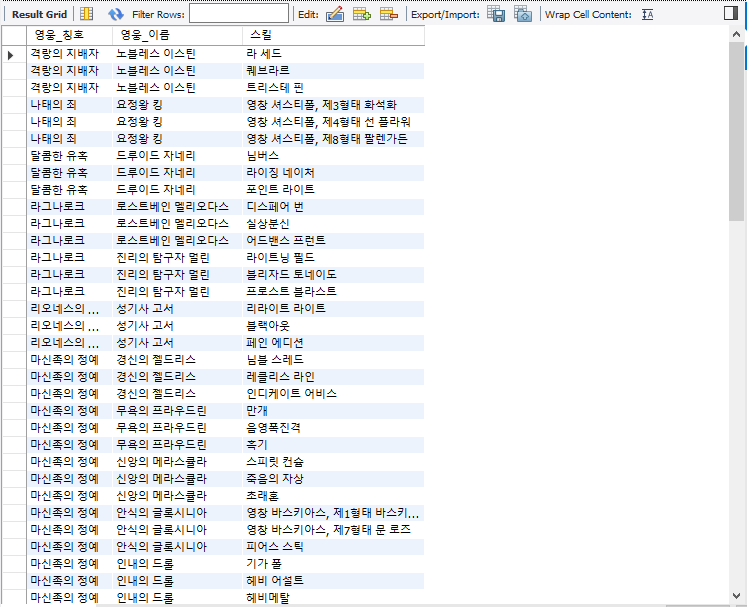 Result Grid Filter Rows: Edit: Export/Import: Wrap Cell Content:
영웅_칭호 영웅_이름 스킬
격랑의 지배자 노블레스 이스틴 라 세드
격랑의 지배자 노블레스 이스틴 퀘브라르
격랑의 지배자 노블레스 이스틴 트리스테 핀
나태의 죄 요정왕 킹 영창 셔스티폴, 제3형태 화석화
나태의 죄 요정왕 킹 영창 셔스티폴, 제4형태 선 플라워
나태의 죄 요정왕 킹 영창 셔스티폴, 제8형태 팔렌가든
달콤한 유혹 드루이드 자네리 님버스
달콤한 유혹 드루이드 자네리 라이징 네이처
달콤한 유혹 드루이드 자네리 포인트 라이트
라그나로크 로스트베인 멜리오다스 디스페어 번
라그나로크 로스트베인 멜리오다스 실상분신
라그나로크 로스트베인 멜리오다스 어드밴스 프런트
라그나로크 진리의 탐구자 멀린 라이트닝 필드
라그나로크 진리의 탐구자 멀린 블리자드 토네이도
라그나로크 진리의 탐구자 멀린 프로스트 블라스트
리오네스의 ... 성기사 고서 리라이트 라이트
리오네스의 ... 성기사 고서 블랙아웃
리오네스의 ... 성기사 고서 페인 에디션
마신족의 정예 경신의 젤드리스 님블 스레드
마신족의 정예 경신의 젤드리스 레클리스 라인
마신족의 정예 경신의 젤드리스 인디케이트 어비스
마신족의 정예 무욕의 프라우드린 만개
마신족의 정예 무욕의 프라우드린 음영폭진격
마신족의 정예 무욕의 프라우드린 혹기
마신족의 정예 신앙의 메라스큘라 스피릿 컨슘
마신족의 정예 신앙의 메라스큘라 죽음의 자상
마신족의 정예 신앙의 메라스큘라 초래혼
마신족의 정예 안식의 글록시니아 영창 바스키아스, 제1형태 바스키...
마신족의 정예 안식의 글록시니아 영창 바스키아스, 제7형태 문 로즈
마신족의 정예 안식의 글록시니아 피어스 스틱
마신족의 정예 인내의 드롤 기가 폴
마신족의 정예 인내의 드롤 헤비 어설트
마신족의 정예 인내의 드롤 헤비메탈